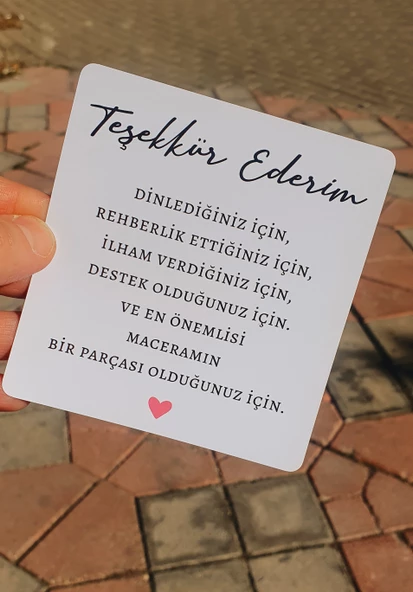 Teşekkür Ederim
DİNLEDİĞİNİZ İÇİN,
REHBERLİK ETTİĞİNİZ İÇİN,
İLHAM VERDİĞİNİZ İÇİN,
DESTEK OLDUĞUNUZ İÇİN.
VE EN ÖNEMLİSİ
MACERAMIN
BİR PARÇASI OLDUĞUNUZ İÇİN.